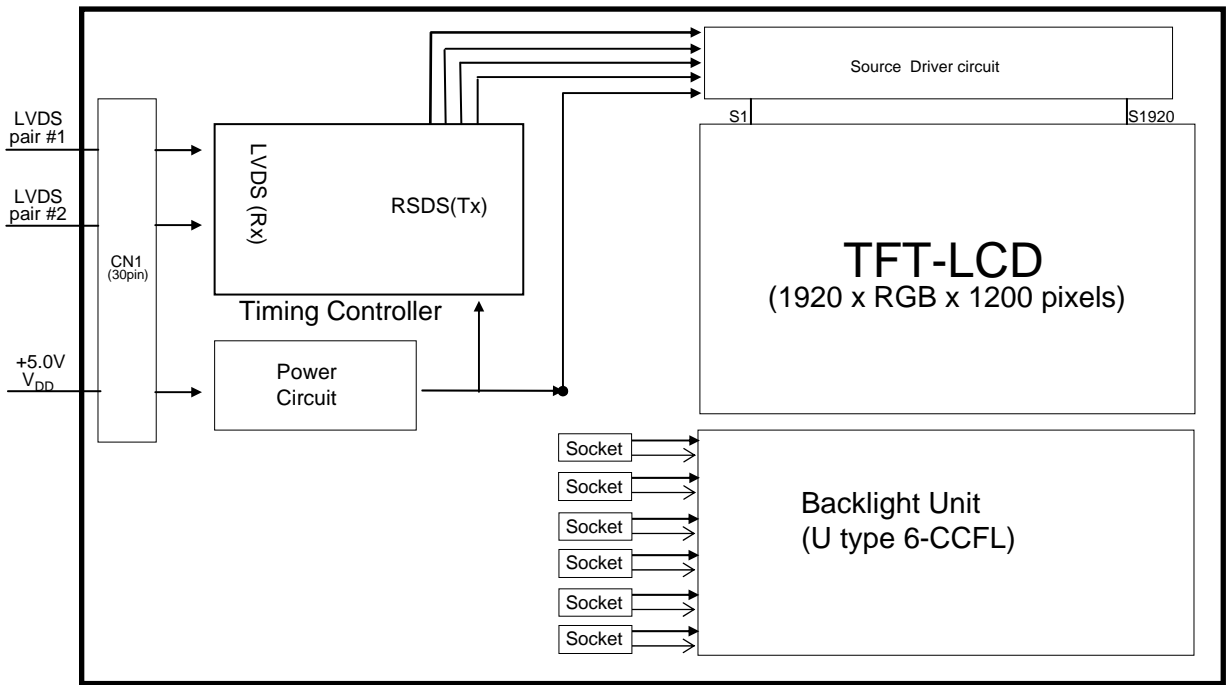 Source Driver circuit
S1
S1920
LVDS
pair #1
LVDS
pair #2
CN1
(30pin)
LVDS (Rx)
RSDS(Tx)
Timing Controller
TFT-LCD
(1920 x RGB x 1200 pixels)
+5.0V
VDD
Power
Circuit
Socket
Socket
Socket
Socket
Socket
Socket
Backlight Unit
(U type 6-CCFL)